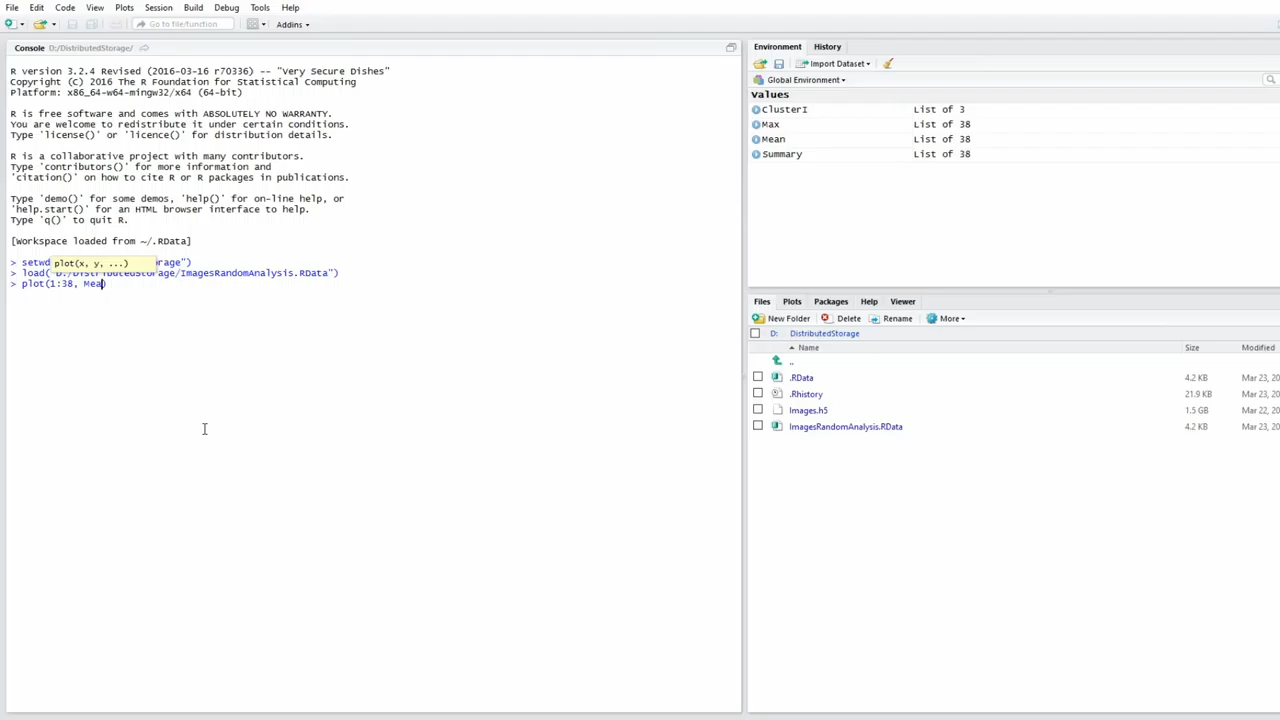 File Edit Code View Plots Session Build Debug Tools Help
Go to file/function Addins
Console D:/DistributedStorage/
R version 3.2.4 Revised (2016-03-16 r70336) -- "Very Secure Dishes"
Copyright (C) 2016 The R Foundation for Statistical Computing
Platform: x86_64-w64-mingw32/x64 (64-bit)
R is free software and comes with ABSOLUTELY NO WARRANTY.
You are welcome to redistribute it under certain conditions.
Type 'license()' or 'licence()' for distribution details.
R is a collaborative project with many contributors.
Type 'contributors()' for more information and
'citation()' on how to cite R or R packages in publications.
Type 'demo()' for some demos, 'help()' for on-line help, or
'help.start()' for an HTML browser interface to help.
Type 'q()' to quit R.
[Workspace loaded from ~/.RData]
> setwd plot(x, y, ...) rage")
> load("D:/DistributedStorage/ImagesRandomAnalysis.RData")
> plot(1:38, Mea)
Environment History
Import Dataset
Global Environment
Values
ClusterI List of 3
Max List of 38
Mean List of 38
Summary List of 38
Files Plots Packages Help Viewer
New Folder Delete Rename More
D: DistributedStorage
Name Size Modified
..
.RData 4.2 KB Mar 23, 20
.Rhistory 21.9 KB Mar 23, 20
Images.h5 1.5 GB Mar 22, 20
ImagesRandomAnalysis.RData 4.2 KB Mar 23, 20